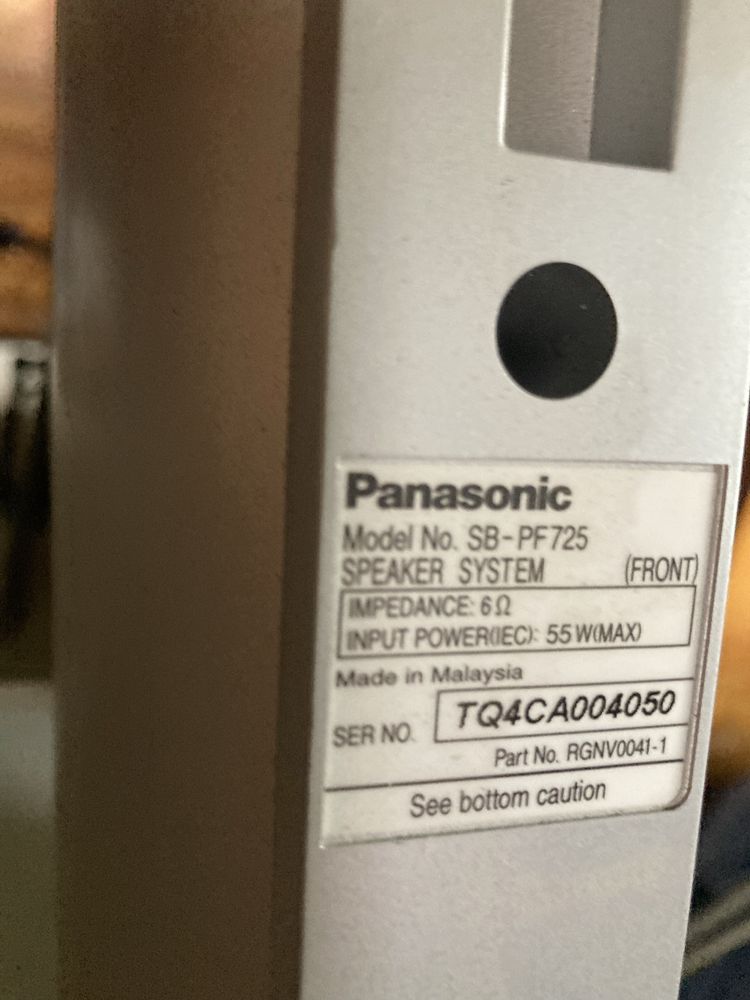 Panasonic
Model No. SB-PF725
SPEAKER SYSTEM (FRONT)
IMPEDANCE: 6Ω
INPUT POWER(IEC): 55W(MAX)
Made in Malaysia
SER NO. TQ4CA004050
Part No. RGNV0041-1
See bottom caution